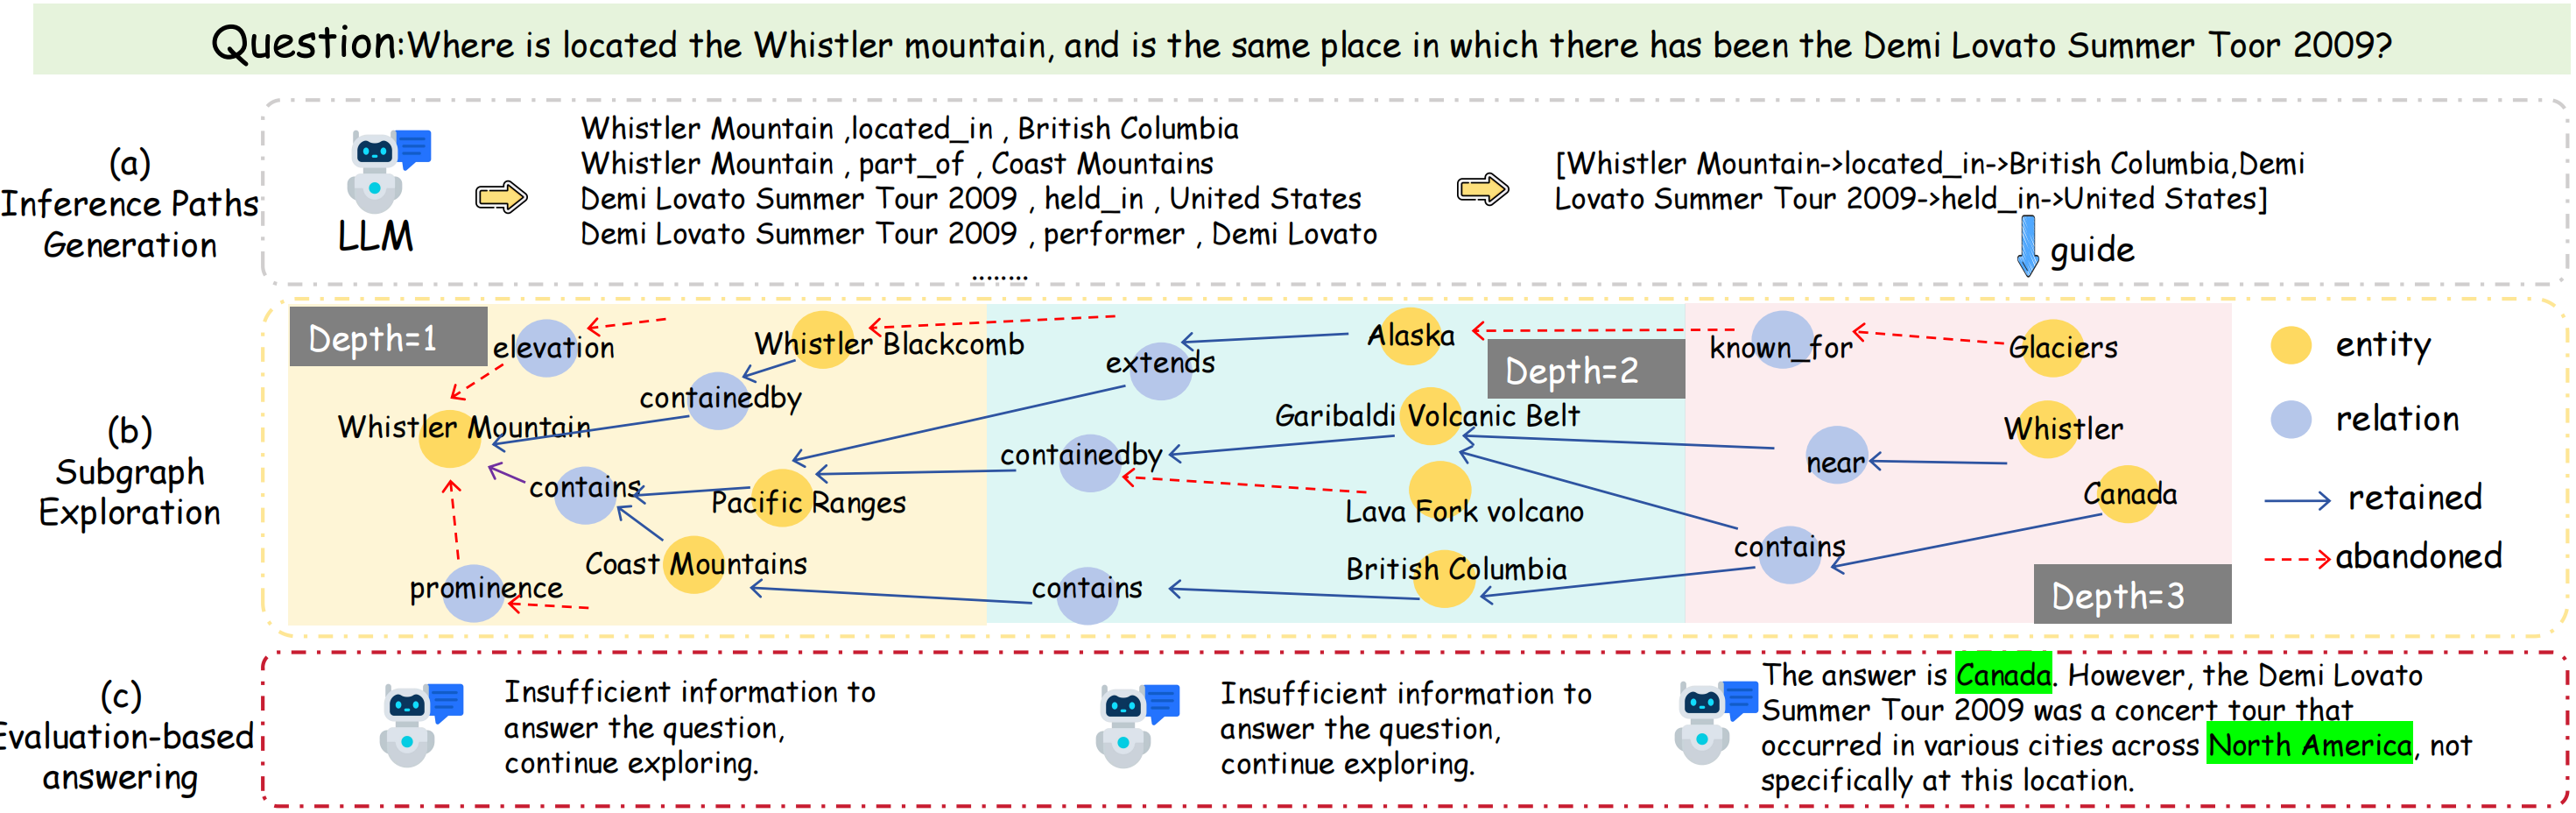 Question:Where is located the Whistler mountain, and is the same place in which there has been the Demi Lovato Summer Toor 2009?
(a)
Inference Paths
Generation
LLM
Whistler Mountain ,located_in , British Columbia
Whistler Mountain , part_of , Coast Mountains
Demi Lovato Summer Tour 2009 , held_in , United States
Demi Lovato Summer Tour 2009 , performer , Demi Lovato
........
[Whistler Mountain->located_in->British Columbia,Demi
Lovato Summer Tour 2009->held_in->United States]
guide
(b)
Subgraph
Exploration
Depth=1
elevation
Whistler Blackcomb
containedby
Whistler Mountain
contains
Pacific Ranges
Coast Mountains
prominence
Depth=2
extends
Alaska
Garibaldi Volcanic Belt
containedby
Lava Fork volcano
British Columbia
contains
known_for
Glaciers
Whistler
near
Canada
contains
Depth=3
entity
relation
retained
abandoned
(c)
Evaluation-based
answering
Insufficient information to
answer the question,
continue exploring.
Insufficient information to
answer the question,
continue exploring.
The answer is Canada. However, the Demi Lovato
Summer Tour 2009 was a concert tour that
occurred in various cities across North America, not
specifically at this location.